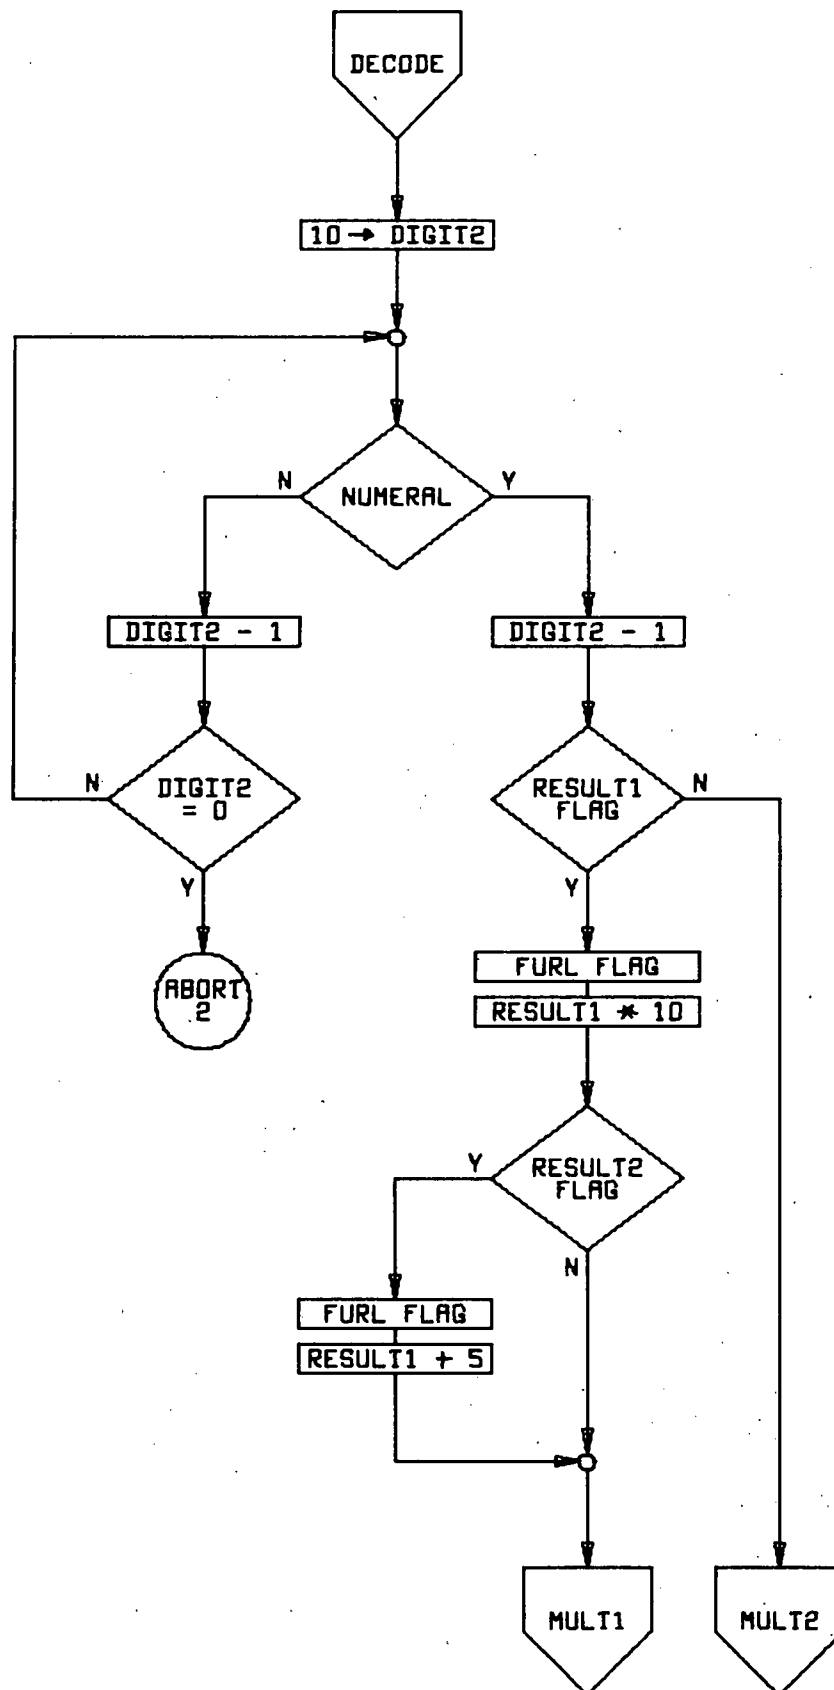 DECODE
10 → DIGIT2
N
NUMERAL
Y
DIGIT2 - 1
DIGIT2 - 1
N
DIGIT2
= 0
RESULT1
FLAG
N
Y
Y
ABORT
2
FURL FLAG
RESULT1 * 10
Y
RESULT2
FLAG
N
FURL FLAG
RESULT1 + 5
MULT1
MULT2